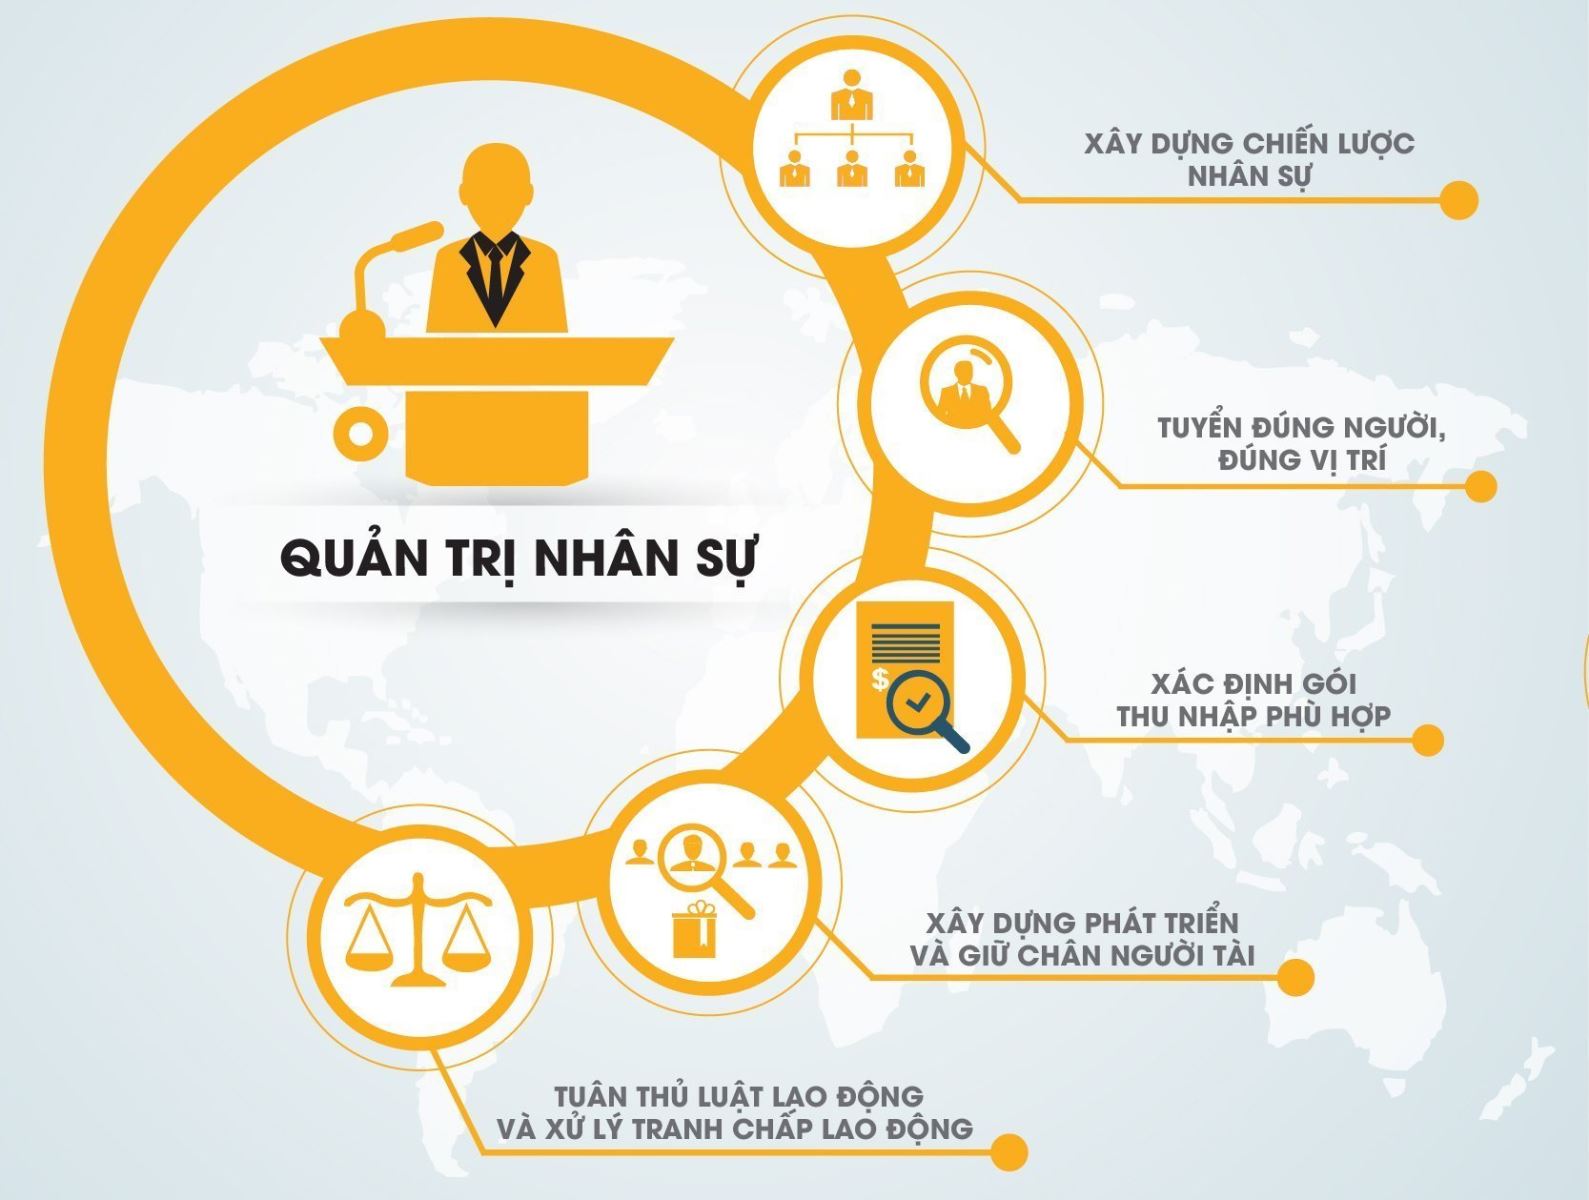 XÂY DỰNG CHIẾN LƯỢC
NHÂN SỰ
TUYỂN ĐÚNG NGƯỜI,
ĐÚNG VỊ TRÍ
QUẢN TRỊ NHÂN SỰ
$
XÁC ĐỊNH GÓI
THU NHẬP PHÙ HỢP
XÂY DỰNG PHÁT TRIỂN
VÀ GIỮ CHÂN NGƯỜI TÀI
TUÂN THỦ LUẬT LAO ĐỘNG
VÀ XỬ LÝ TRANH CHẤP LAO ĐỘNG